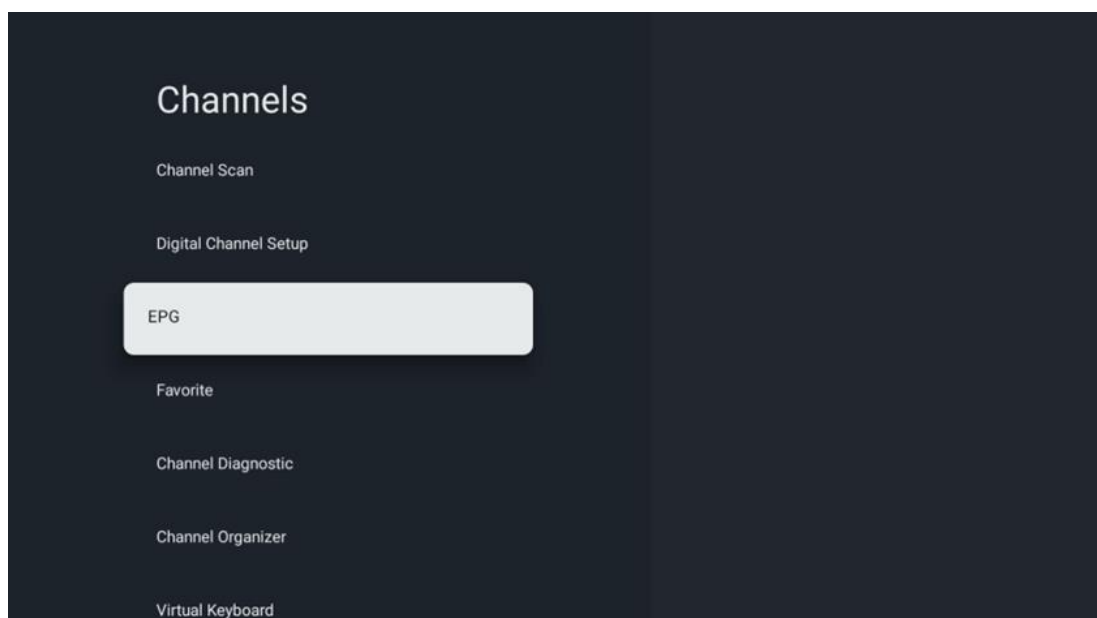 Channels
Channel Scan
Digital Channel Setup
EPG
Favorite
Channel Diagnostic
Channel Organizer
Virtual Keyboard